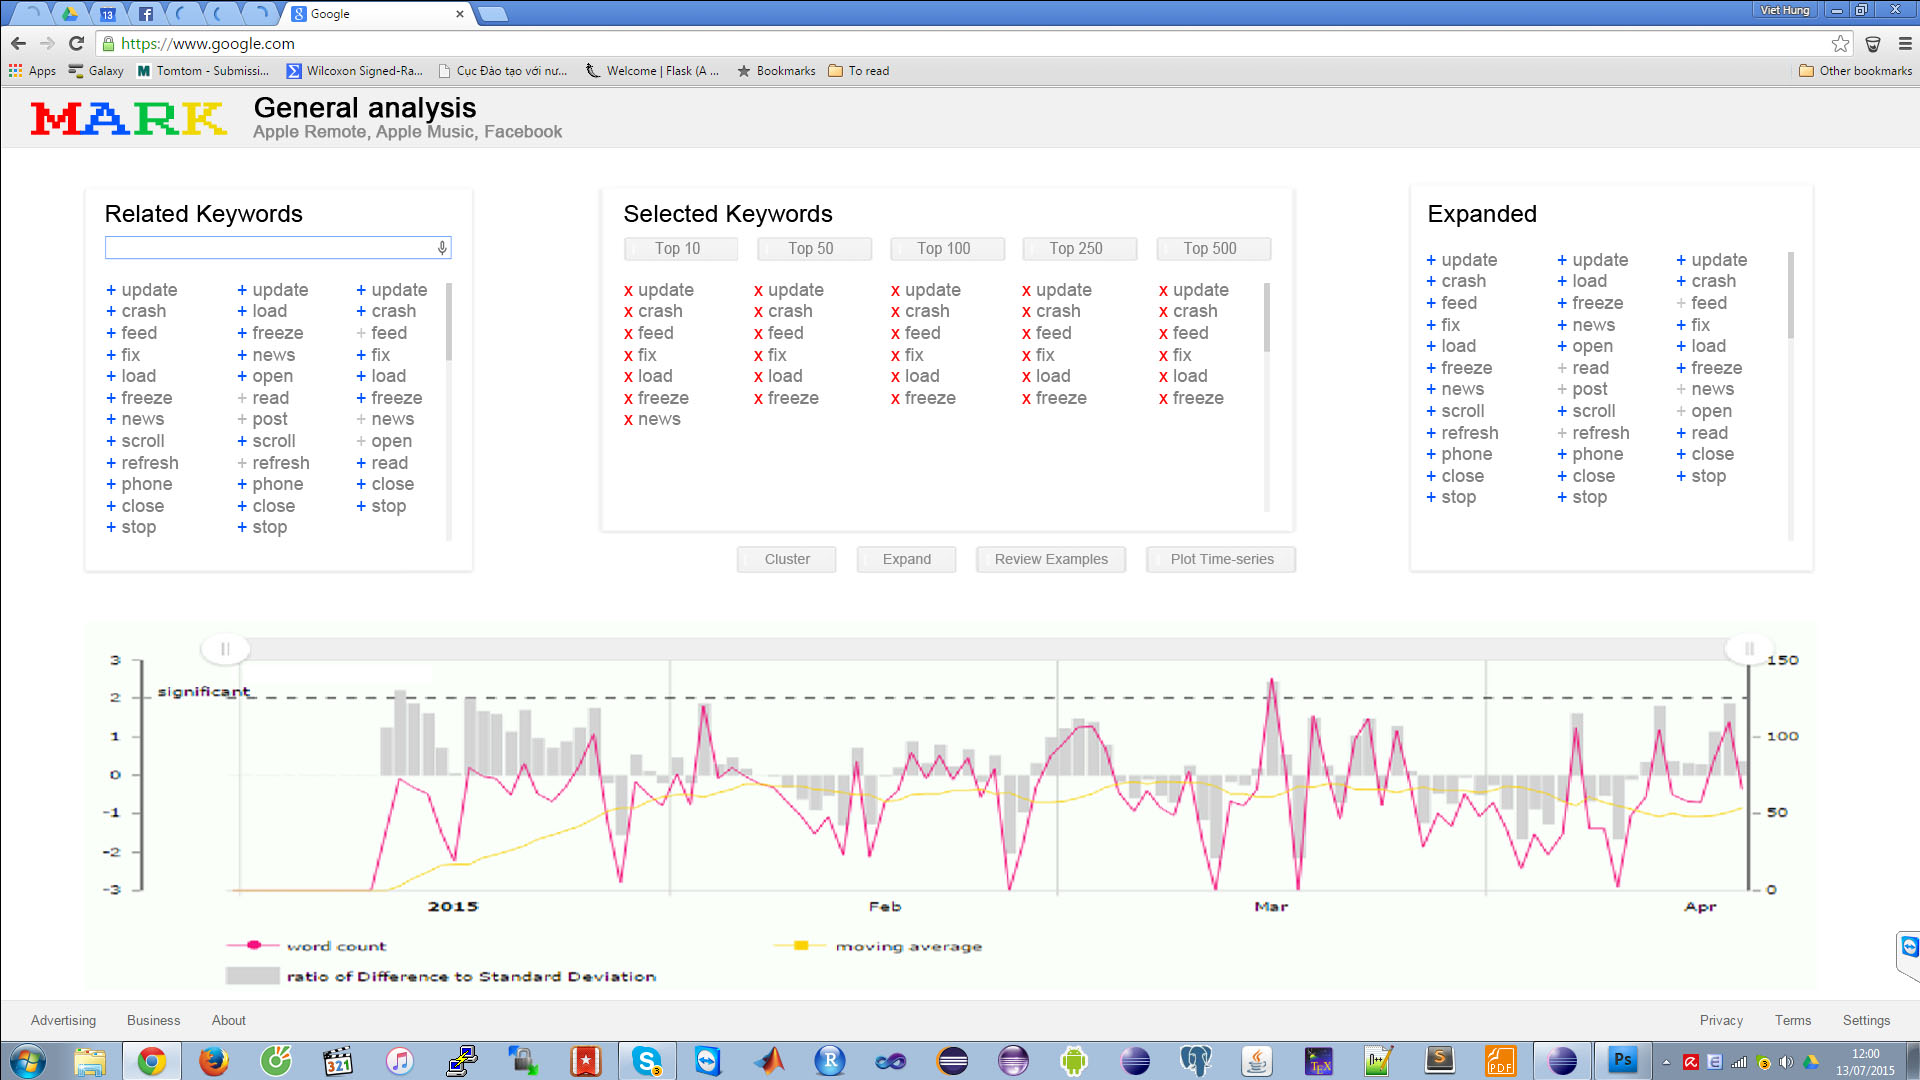 13
Google
Viet Hung
https://www.google.com
Apps
Galaxy
Tomtom - Submissi...
Wilcoxon Signed-Ra...
Cục Đào tạo với nư...
Welcome | Flask (A ...
Bookmarks
To read
Other bookmarks
MARK
General analysis
Apple Remote, Apple Music, Facebook
Related Keywords
+ update + update + update
+ crash + load + crash
+ feed + freeze + feed
+ fix + news + fix
+ load + open + load
+ freeze + read + freeze
+ news + post + news
+ scroll + scroll + open
+ refresh + refresh + read
+ phone + phone + close
+ close + close + stop
+ stop + stop
Selected Keywords
Top 10 Top 50 Top 100 Top 250 Top 500
x update x update x update x update x update
x crash x crash x crash x crash x crash
x feed x feed x feed x feed x feed
x fix x fix x fix x fix x fix
x load x load x load x load x load
x freeze x freeze x freeze x freeze x freeze
x news
Cluster Expand Review Examples Plot Time-series
Expanded
+ update + update + update
+ crash + load + crash
+ feed + freeze + feed
+ fix + news + fix
+ load + open + load
+ freeze + read + freeze
+ news + post + news
+ scroll + scroll + open
+ refresh + refresh + read
+ phone + phone + close
+ close + close + stop
+ stop + stop
3
2
1
0
-1
-2
-3
significant
150
100
50
0
2015 Feb Mar Apr
word count
moving average
ratio of Difference to Standard Deviation
Advertising Business About
Privacy Terms Settings
321
3
R
TEX
n++
S
PDF
Ps
12:00
13/07/2015